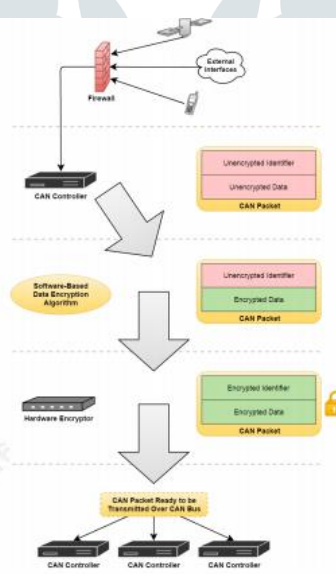 External
Interfaces
Firewall
CAN Controller
Unencrypted Identifier
Unencrypted Data
CAN Packet
Software-Based
Data Encryption
Algorithm
Unencrypted Identifier
Encrypted Data
CAN Packet
Hardware Encryptor
Encrypted Identifier
Encrypted Data
CAN Packet
CAN Packet Ready to be
Transmitted Over CAN Bus
CAN Controller
CAN Controller
CAN Controller